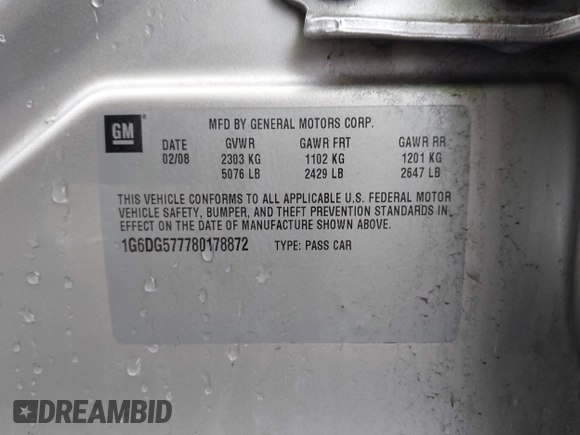 GM
MFD BY GENERAL MOTORS CORP.
DATE GVWR GAWR FRT GAWR RR
02/08 2303 KG 1102 KG 1201 KG
5076 LB 2429 LB 2647 LB
THIS VEHICLE CONFORMS TO ALL APPLICABLE U.S. FEDERAL MOTOR
VEHICLE SAFETY, BUMPER, AND THEFT PREVENTION STANDARDS IN
EFFECT ON THE DATE OF MANUFACTURE SHOWN ABOVE.
1G6DG577780178872 TYPE: PASS CAR
DREAMBID